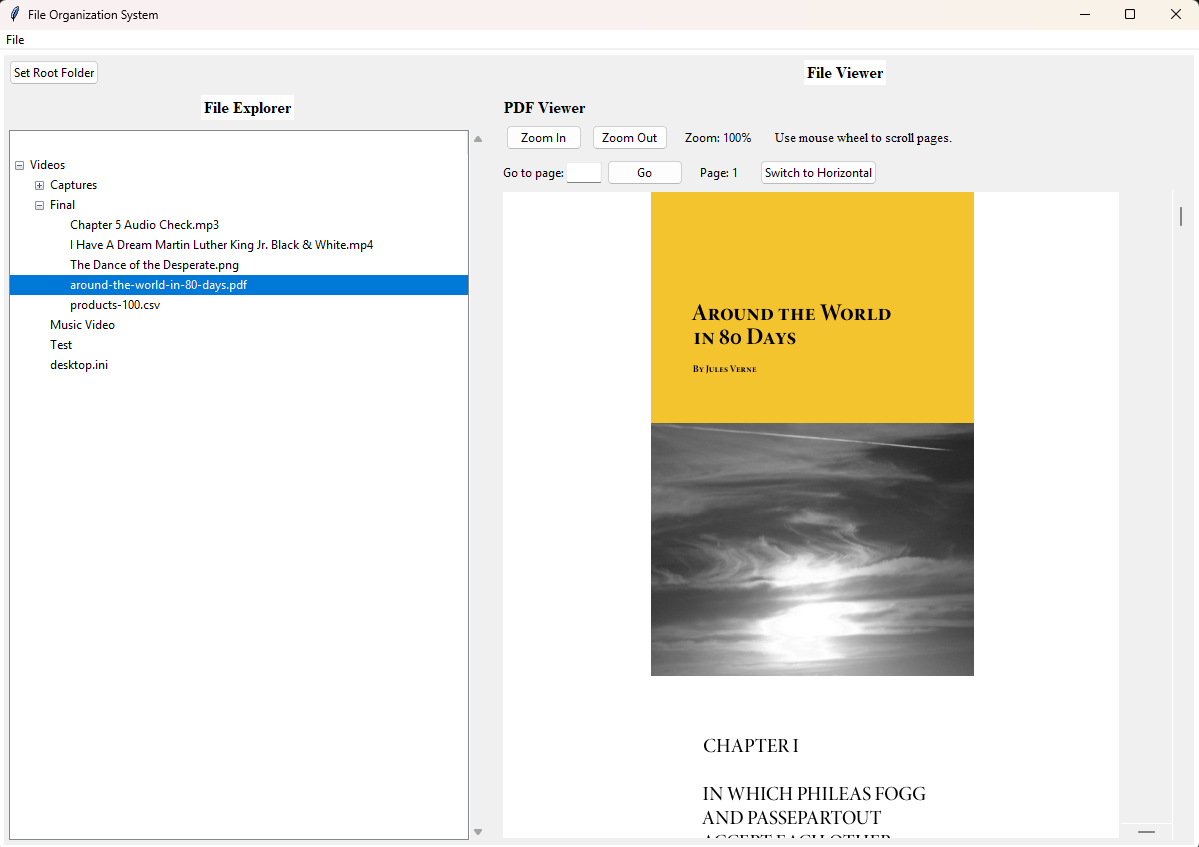 File Organization System
File
Set Root Folder
File Viewer
File Explorer
PDF Viewer
Zoom In
Zoom Out
Zoom: 100%
Use mouse wheel to scroll pages.
Go to page:
Go
Page: 1
Switch to Horizontal
Videos
Captures
Final
Chapter 5 Audio Check.mp3
I Have A Dream Martin Luther King Jr. Black & White.mp4
The Dance of the Desperate.png
around-the-world-in-80-days.pdf
products-100.csv
Music Video
Test
desktop.ini
Around the World
in 80 Days
By Jules Verne
CHAPTER I
IN WHICH PHILEAS FOGG
AND PASSEPARTOUT
ACCEPT EACH OTHER